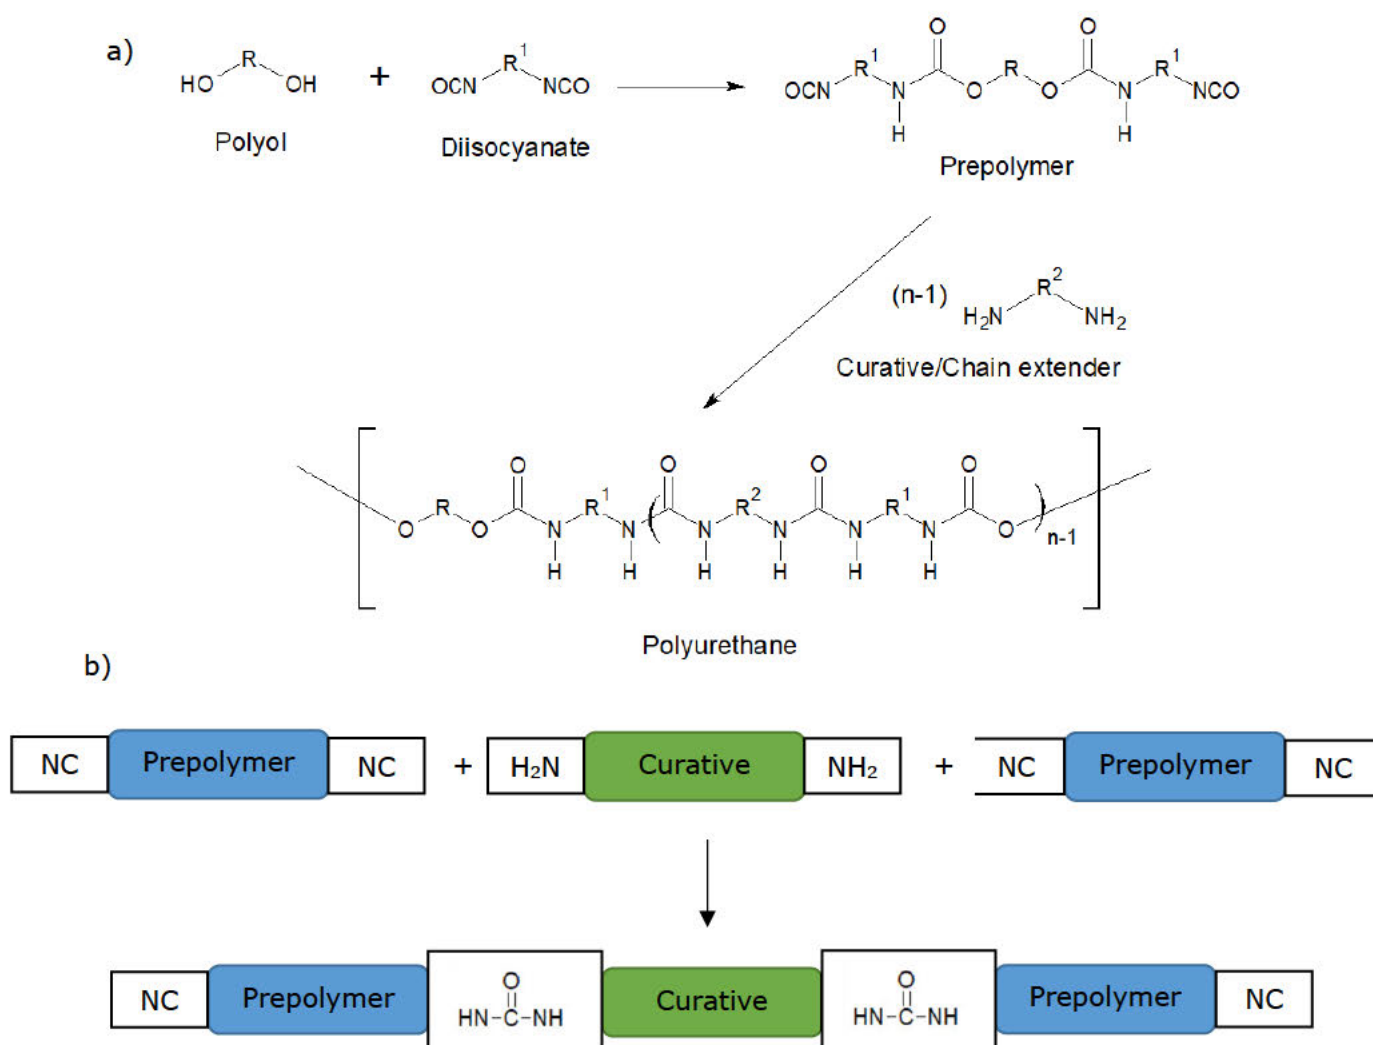 a)
HO R OH + OCN R¹ NCO
Polyol
Diisocyanate
OCN R¹ N H O O R O O N H R¹ NCO
Prepolymer
(n-1) H₂N R² NH₂
Curative/Chain extender
O R O O N H R¹ N H O N H R² N H O N H R¹ N H O O n-1
Polyurethane
b)
NC Prepolymer NC + H₂N Curative NH₂ + NC Prepolymer NC
NC Prepolymer HN-C-NH O Curative HN-C-NH O Prepolymer NC